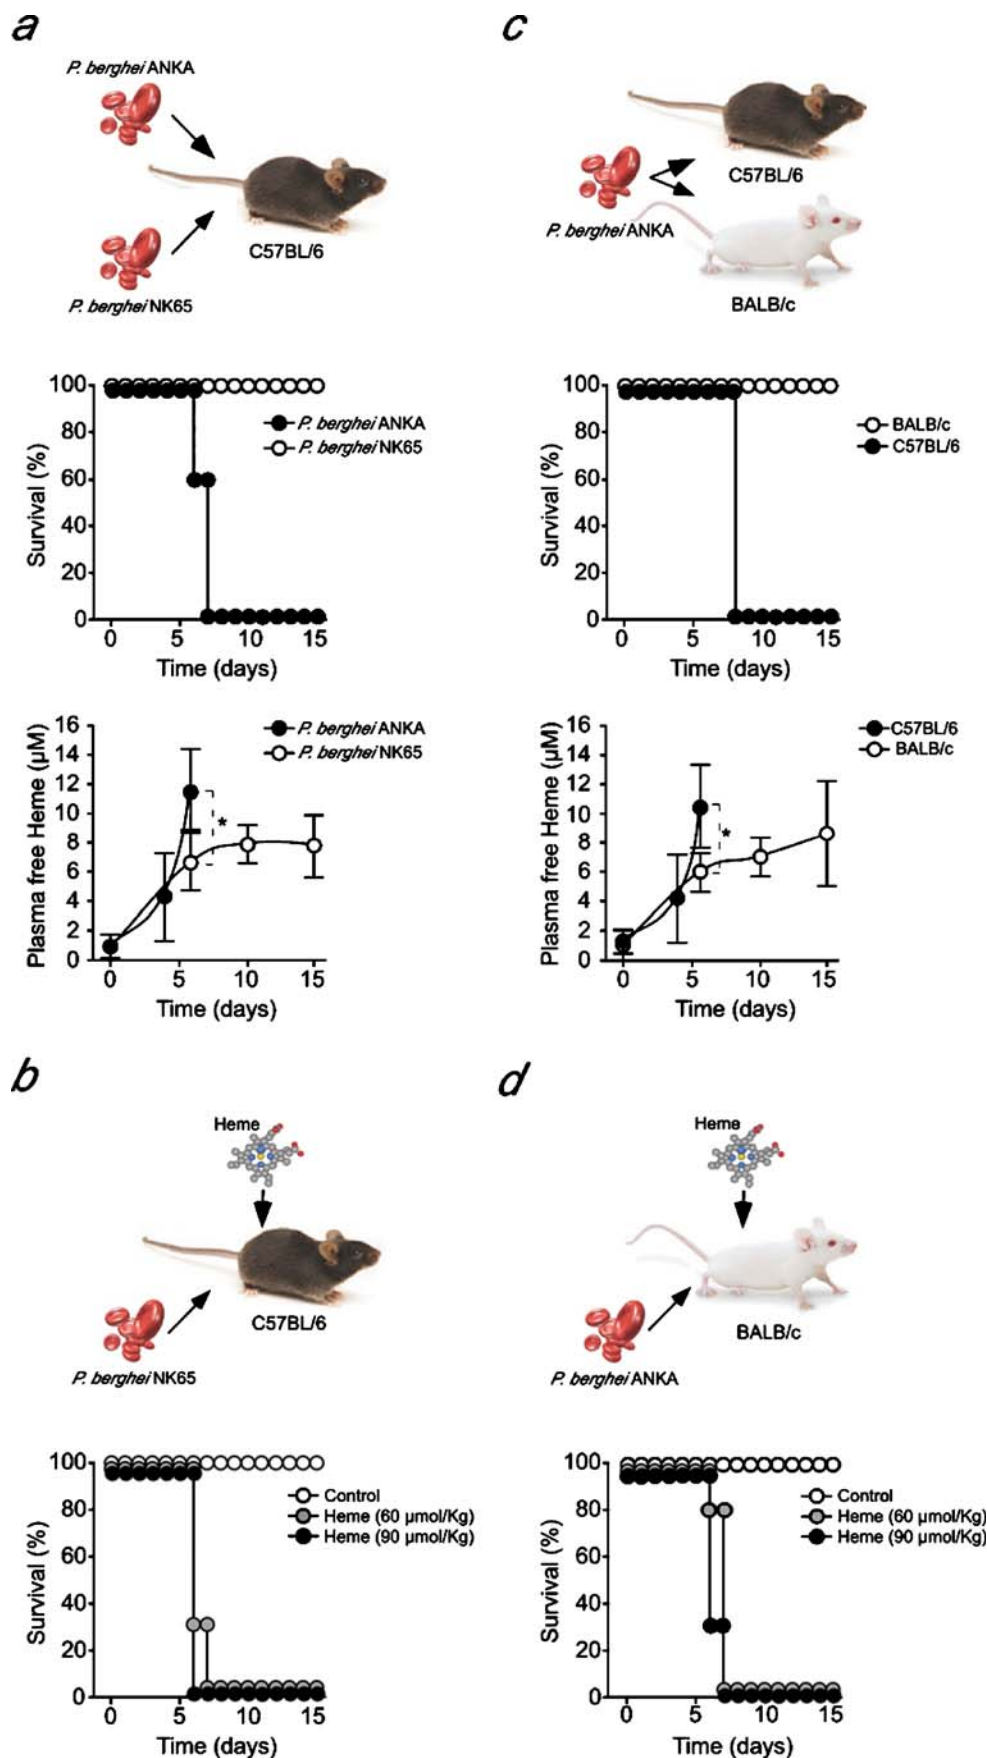 a
P. berghei ANKA
C57BL/6
P. berghei NK65
100
80
60
40
20
0
Survival (%)
P. berghei ANKA
P. berghei NK65
0 5 10 15
Time (days)
16
14
12
10
8
6
4
2
0
Plasma free Heme (µM)
P. berghei ANKA
P. berghei NK65
*
0 5 10 15
Time (days)
c
C57BL/6
P. berghei ANKA
BALB/c
100
80
60
40
20
0
Survival (%)
BALB/c
C57BL/6
0 5 10 15
Time (days)
16
14
12
10
8
6
4
2
0
Plasma free Heme (µM)
C57BL/6
BALB/c
*
0 5 10 15
Time (days)
b
Heme
C57BL/6
P. berghei NK65
100
80
60
40
20
0
Survival (%)
Control
Heme (60 µmol/Kg)
Heme (90 µmol/Kg)
0 5 10 15
Time (days)
d
Heme
BALB/c
P. berghei ANKA
100
80
60
40
20
0
Survival (%)
Control
Heme (60 µmol/Kg)
Heme (90 µmol/Kg)
0 5 10 15
Time (days)